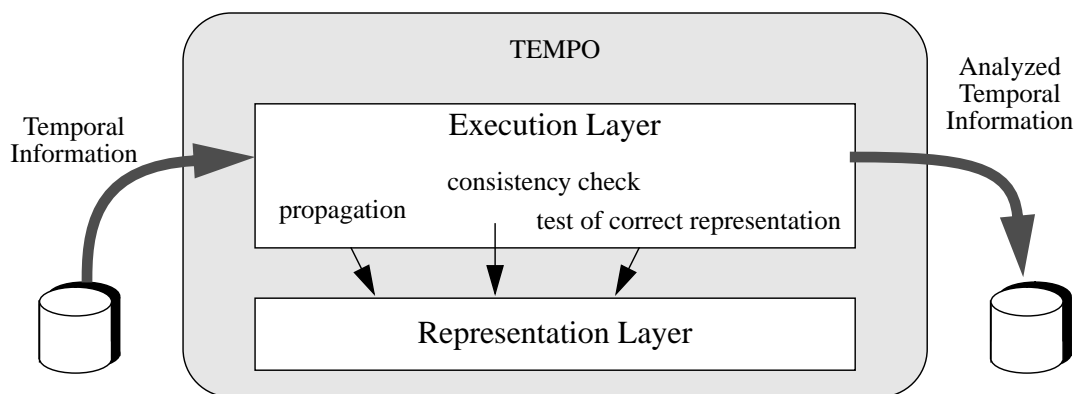 TEMPO
Temporal
Information
Execution Layer
consistency check
propagation
test of correct representation
Representation Layer
Analyzed
Temporal
Information